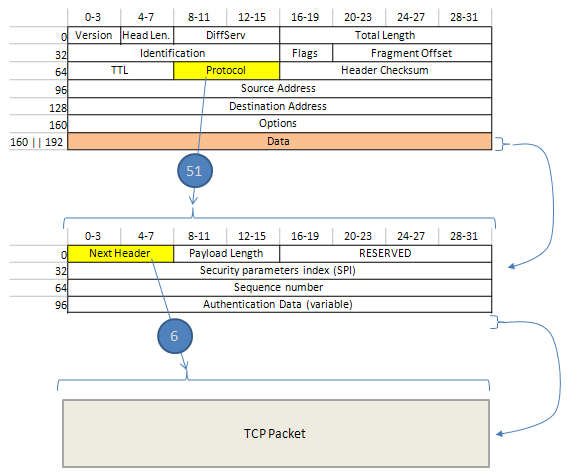 0-3 4-7 8-11 12-15 16-19 20-23 24-27 28-31
0 Version Head Len. DiffServ Total Length
32 Identification Flags Fragment Offset
64 TTL Protocol Header Checksum
96 Source Address
128 Destination Address
160 Options
160 || 192 Data
51
0-3 4-7 8-11 12-15 16-19 20-23 24-27 28-31
0 Next Header Payload Length RESERVED
32 Security parameters index (SPI)
64 Sequence number
96 Authentication Data (variable)
6
TCP Packet